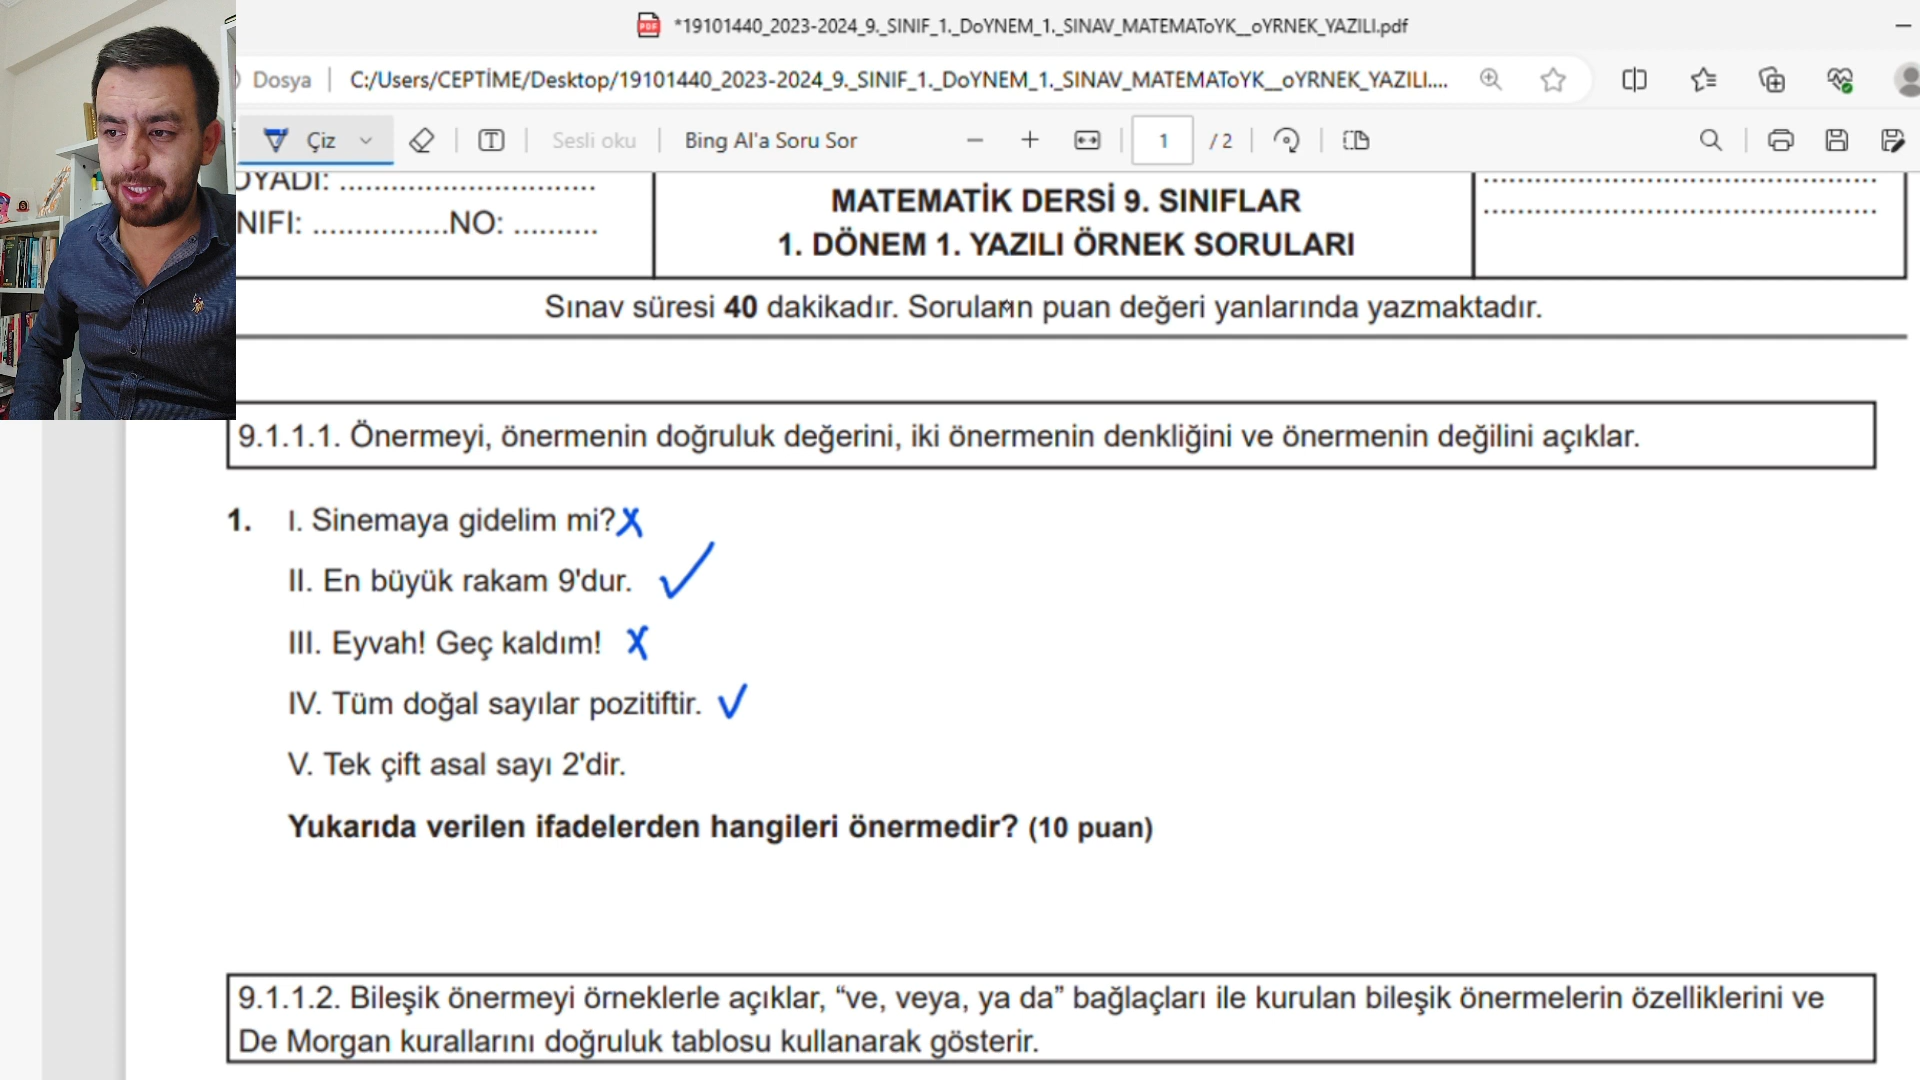 *19101440_2023-2024_9._SINIF_1._DoYNEM_1._SINAV_MATEMAToYK__oYRNEK_YAZILI.pdf
Dosya | C:/Users/CEPTİME/Desktop/19101440_2023-2024_9._SINIF_1._DoYNEM_1._SINAV_MATEMAToYK__oYRNEK_YAZILI....
Çiz
Sesli oku
Bing AI'a Soru Sor
1 / 2
OYADI: ..............................
NIFI: ................NO: ..........
MATEMATİK DERSİ 9. SINIFLAR
1. DÖNEM 1. YAZILI ÖRNEK SORULARI
Sınav süresi 40 dakikadır. Soruların puan değeri yanlarında yazmaktadır.
9.1.1.1. Önermeyi, önermenin doğruluk değerini, iki önermenin denkliğini ve önermenin değilini açıklar.
1. I. Sinemaya gidelim mi? X
II. En büyük rakam 9'dur. ✓
III. Eyvah! Geç kaldım! X
IV. Tüm doğal sayılar pozitiftir. ✓
V. Tek çift asal sayı 2'dir.
Yukarıda verilen ifadelerden hangileri önermedir? (10 puan)
9.1.1.2. Bileşik önermeyi örneklerle açıklar, “ve, veya, ya da” bağlaçları ile kurulan bileşik önermelerin özelliklerini ve
De Morgan kurallarını doğruluk tablosu kullanarak gösterir.